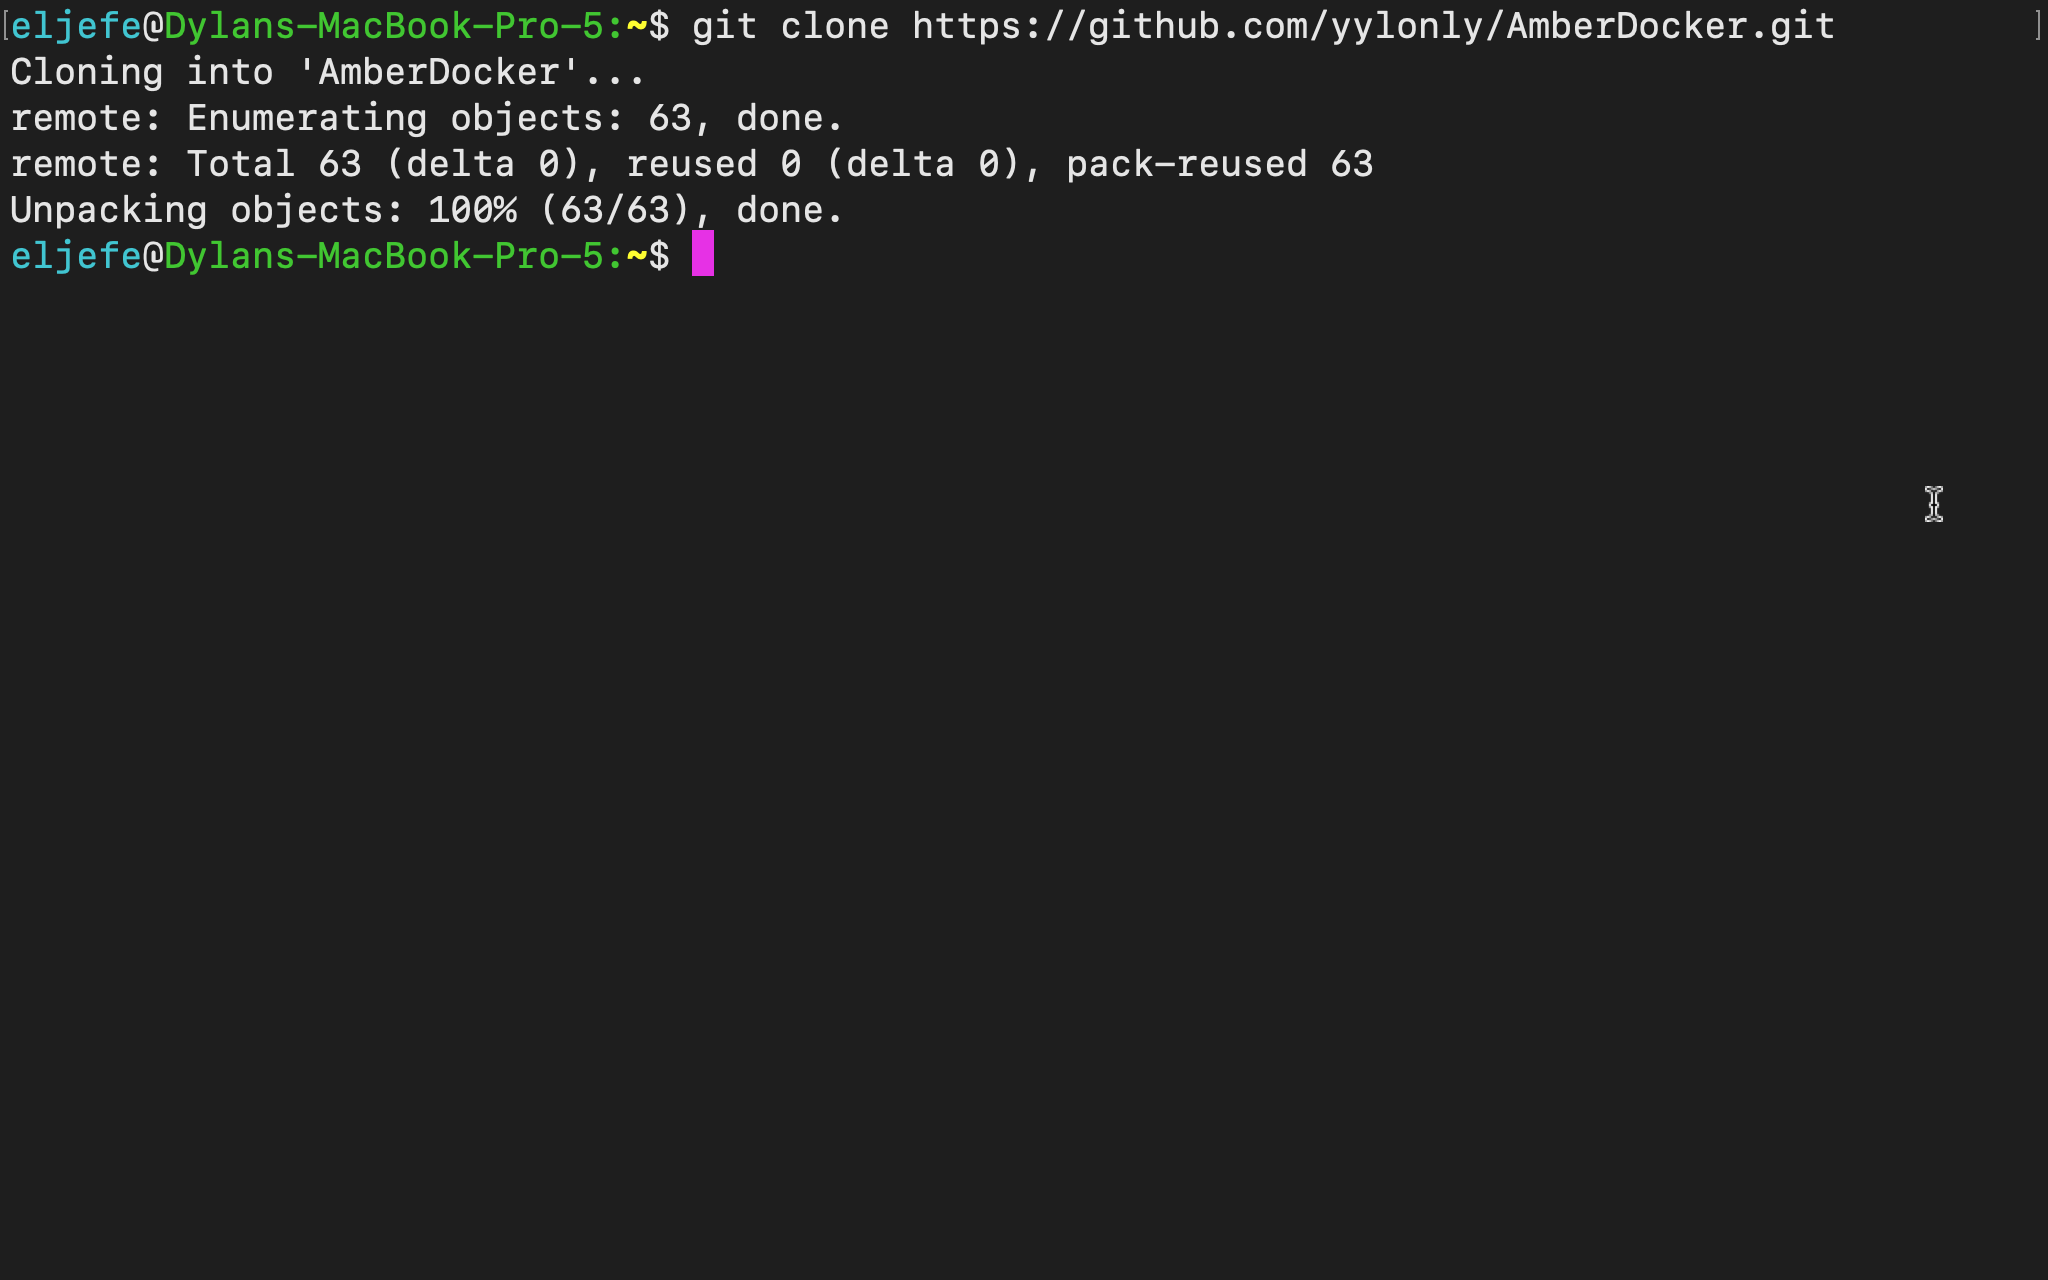 [eljefe@Dylans-MacBook-Pro-5:~$ git clone https://github.com/yylonly/AmberDocker.git ]
Cloning into 'AmberDocker'...
remote: Enumerating objects: 63, done.
remote: Total 63 (delta 0), reused 0 (delta 0), pack-reused 63
Unpacking objects: 100% (63/63), done.
eljefe@Dylans-MacBook-Pro-5:~$